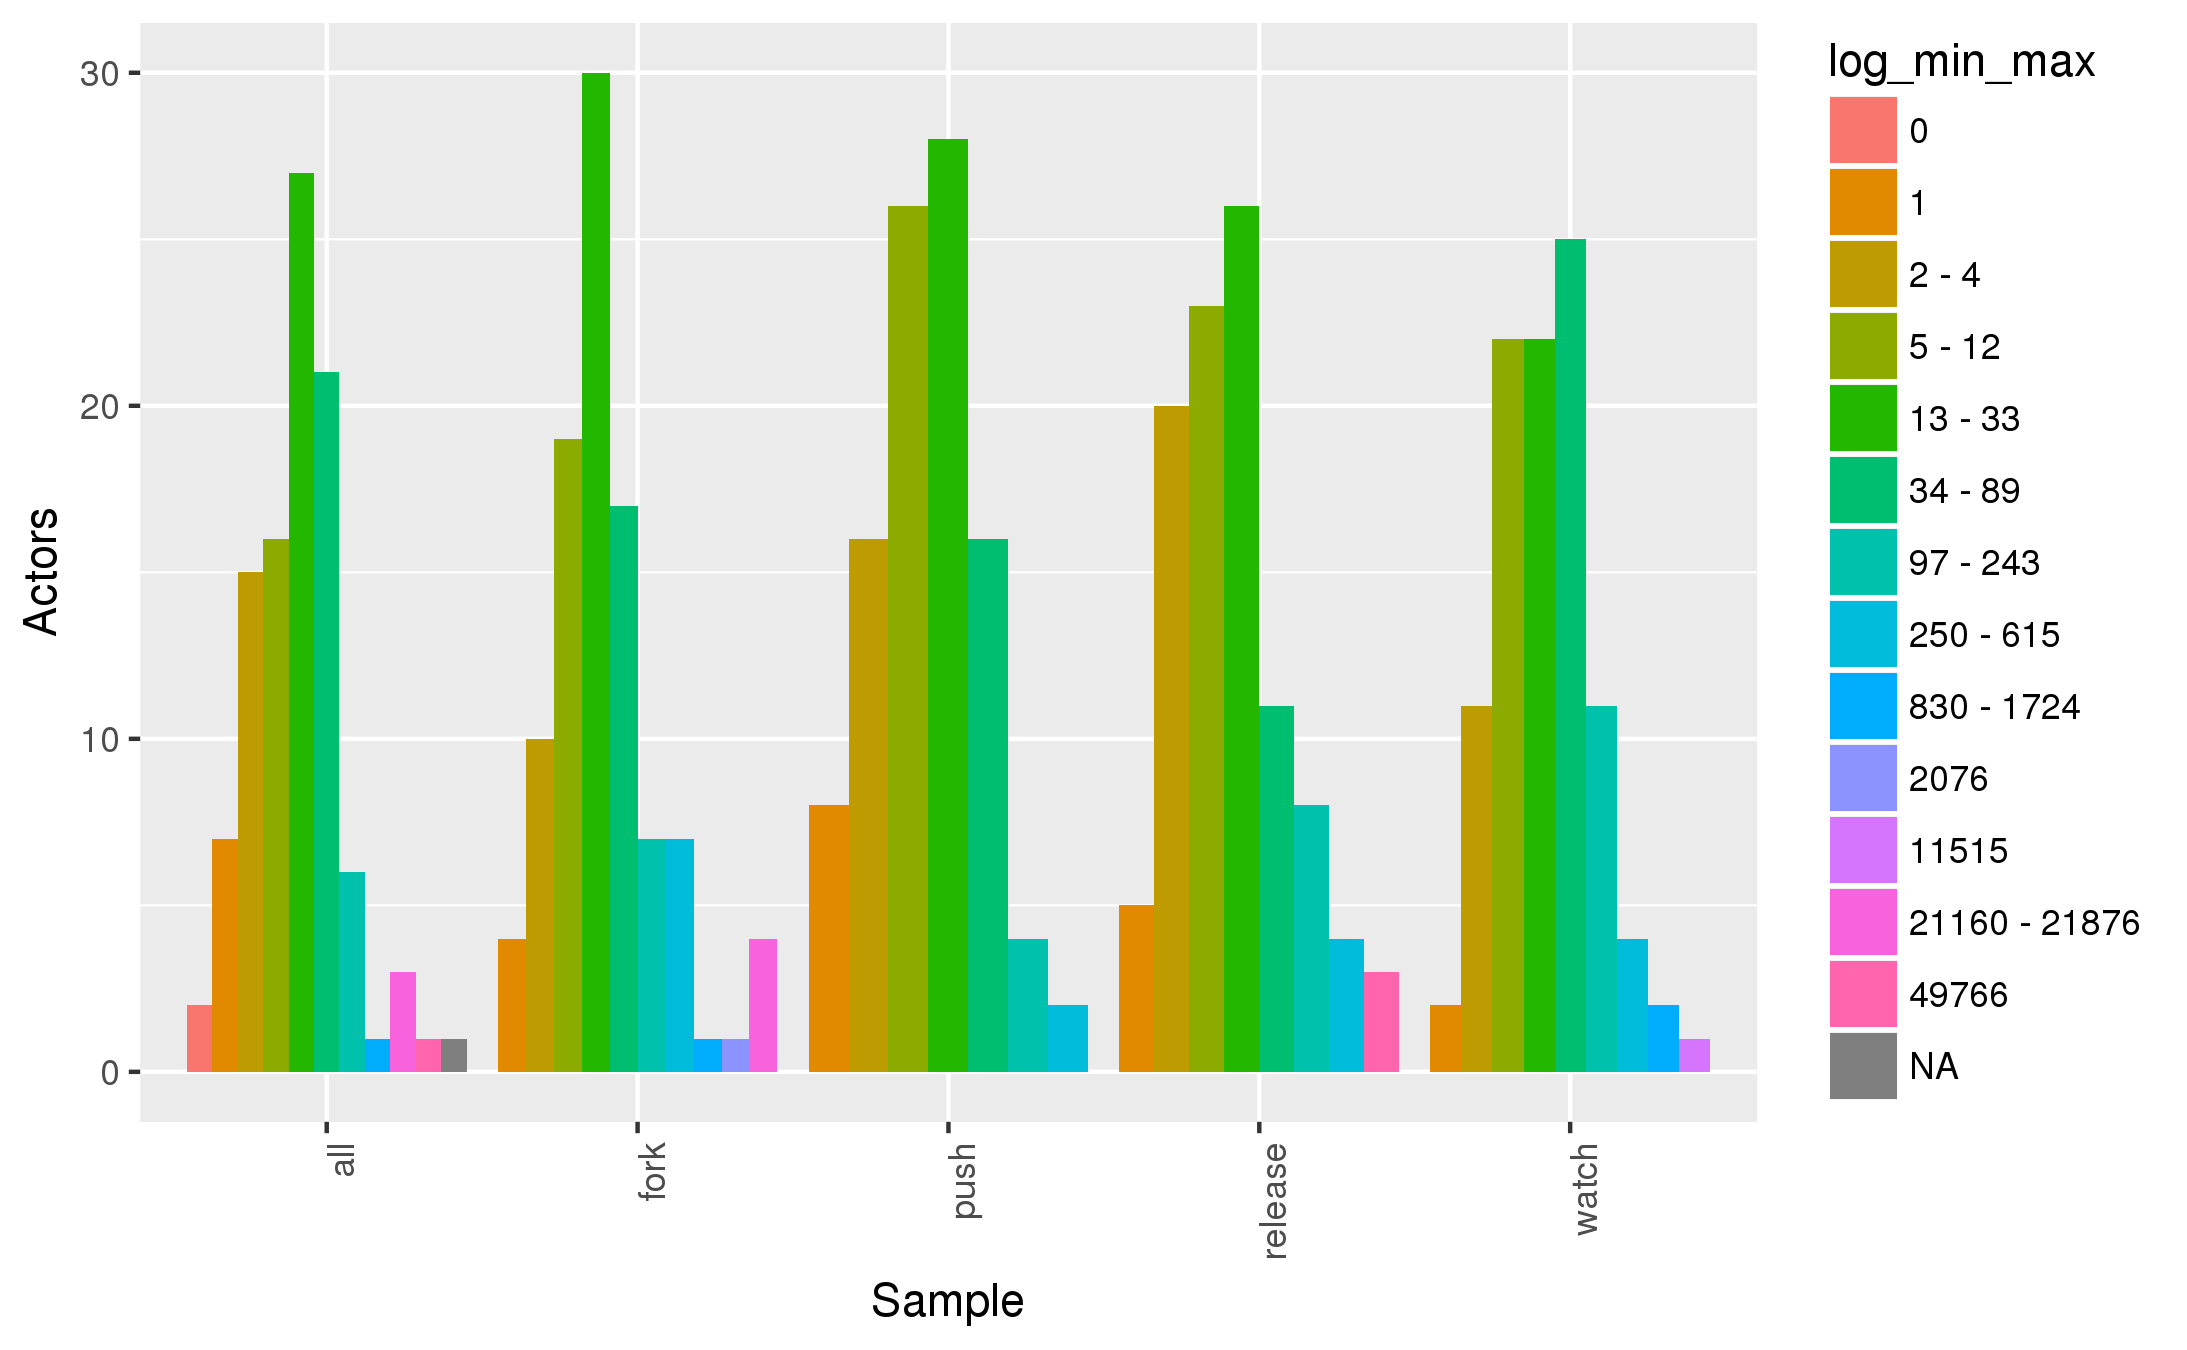 30
20
10
0
Actors
all
fork
push
release
watch
Sample
log_min_max
0
1
2 - 4
5 - 12
13 - 33
34 - 89
97 - 243
250 - 615
830 - 1724
2076
11515
21160 - 21876
49766
NA